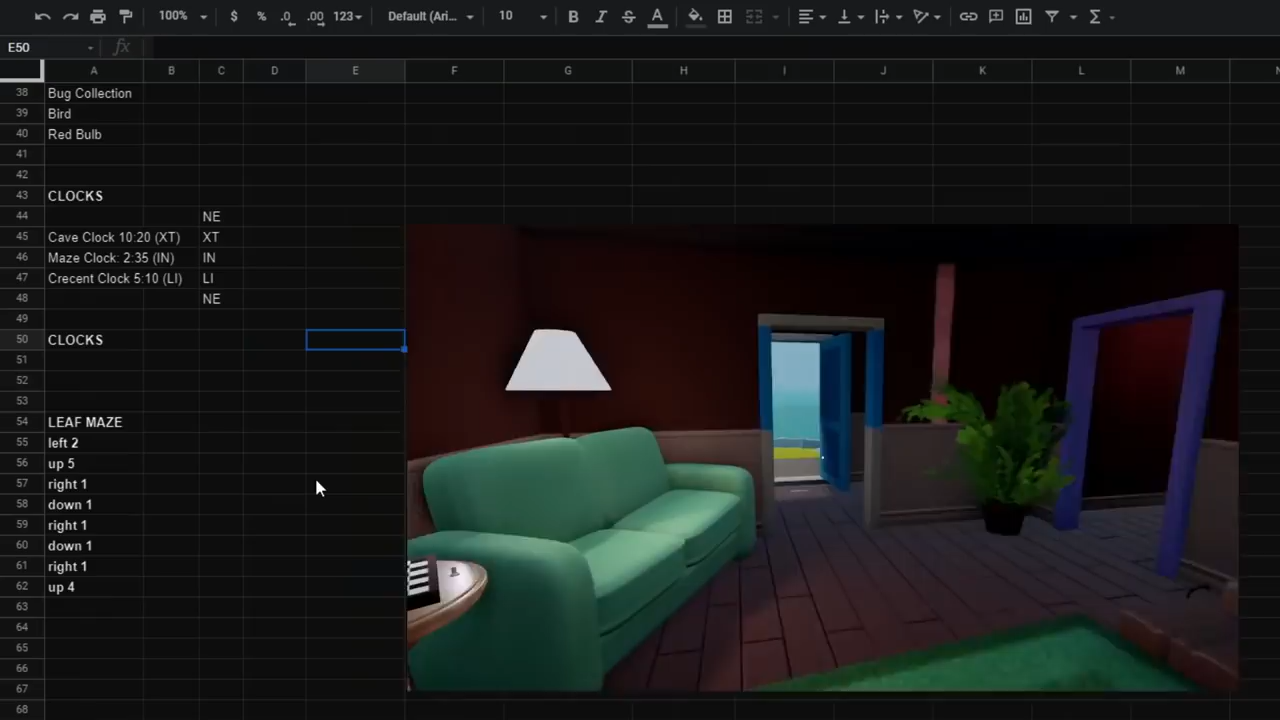 100% $ % .0 .00 123 Default (Ari... 10 B I S A Σ
E50 fx
A B C D E F G H I J K L M N
38 Bug Collection
39 Bird
40 Red Bulb
41
42
43 CLOCKS
44 NE
45 Cave Clock 10:20 (XT) XT
46 Maze Clock: 2:35 (IN) IN
47 Crecent Clock 5:10 (LI) LI
48 NE
49
50 CLOCKS
51
52
53
54 LEAF MAZE
55 left 2
56 up 5
57 right 1
58 down 1
59 right 1
60 down 1
61 right 1
62 up 4
63
64
65
66
67
68